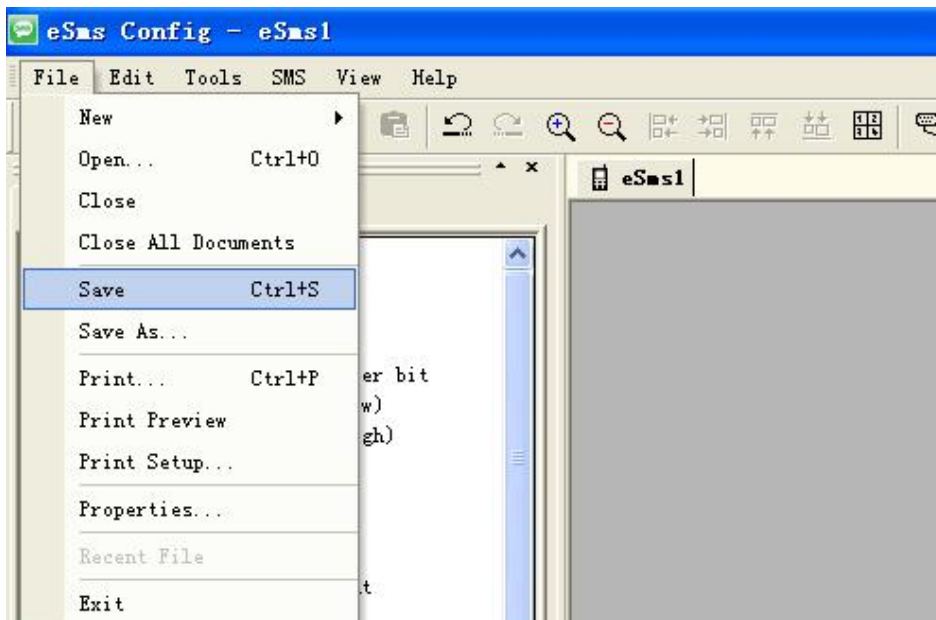 eSms Config - eSms1
File Edit Tools SMS View Help
New
Open... Ctrl+O
eSms1
Close
Close All Documents
Save Ctrl+S
Save As...
Print... Ctrl+P
er bit
w)
Print Preview
gh)
Print Setup...
Properties...
Recent File
t
Exit